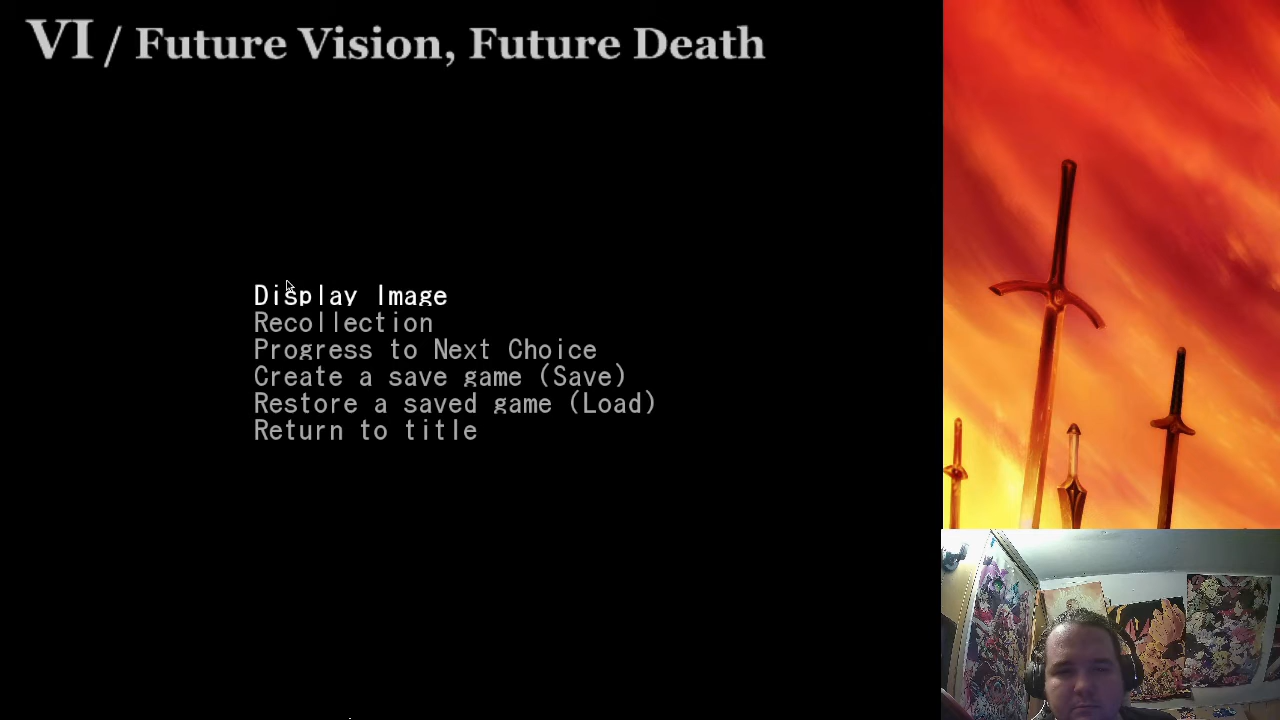 VI / Future Vision, Future Death
Display Image
Recollection
Progress to Next Choice
Create a save game (Save)
Restore a saved game (Load)
Return to title